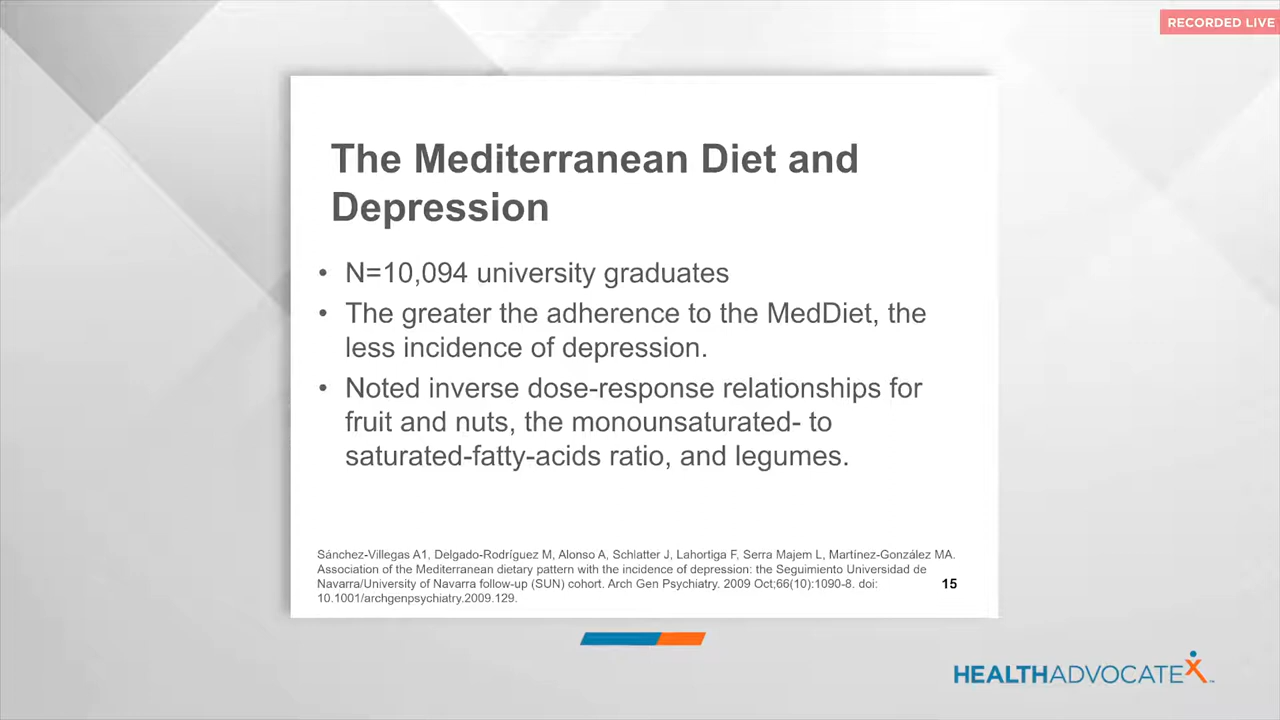 RECORDED LIVE
The Mediterranean Diet and
Depression
• N=10,094 university graduates
• The greater the adherence to the MedDiet, the
less incidence of depression.
• Noted inverse dose-response relationships for
fruit and nuts, the monounsaturated- to
saturated-fatty-acids ratio, and legumes.
Sánchez-Villegas A1, Delgado-Rodríguez M, Alonso A, Schlatter J, Lahortiga F, Serra Majem L, Martínez-González MA.
Association of the Mediterranean dietary pattern with the incidence of depression: the Seguimiento Universidad de
Navarra/University of Navarra follow-up (SUN) cohort. Arch Gen Psychiatry. 2009 Oct;66(10):1090-8. doi:
10.1001/archgenpsychiatry.2009.129.
15
HEALTHADVOCATEX™